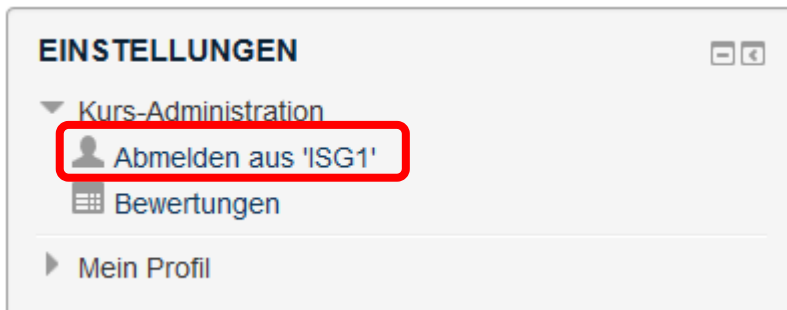 EINSTELLUNGEN
Kurs-Administration
Abmelden aus 'ISG1'
Bewertungen
Mein Profil